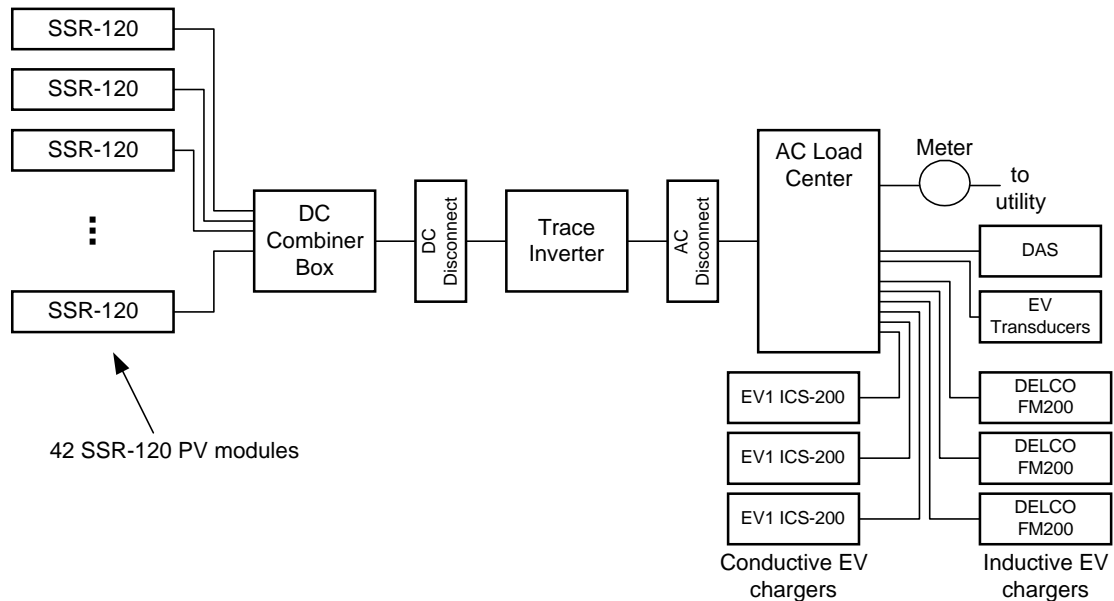 SSR-120
SSR-120
SSR-120
SSR-120
42 SSR-120 PV modules
DC
Combiner
Box
DC
Disconnect
Trace
Inverter
AC
Disconnect
AC Load
Center
Meter
to
utility
DAS
EV
Transducers
EV1 ICS-200
EV1 ICS-200
EV1 ICS-200
Conductive EV
chargers
DELCO
FM200
DELCO
FM200
DELCO
FM200
Inductive EV
chargers